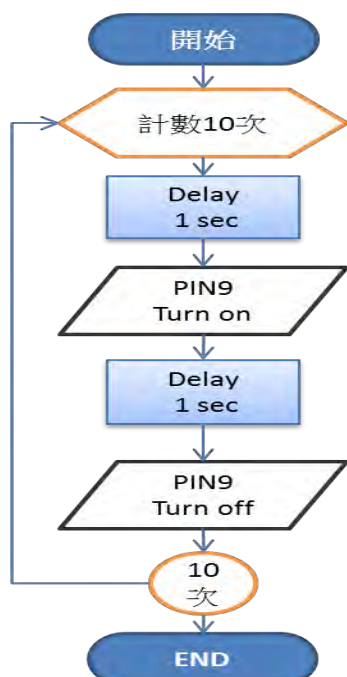 開始
計數10次
Delay
1 sec
PIN9
Turn on
Delay
1 sec
PIN9
Turn off
10
次
END